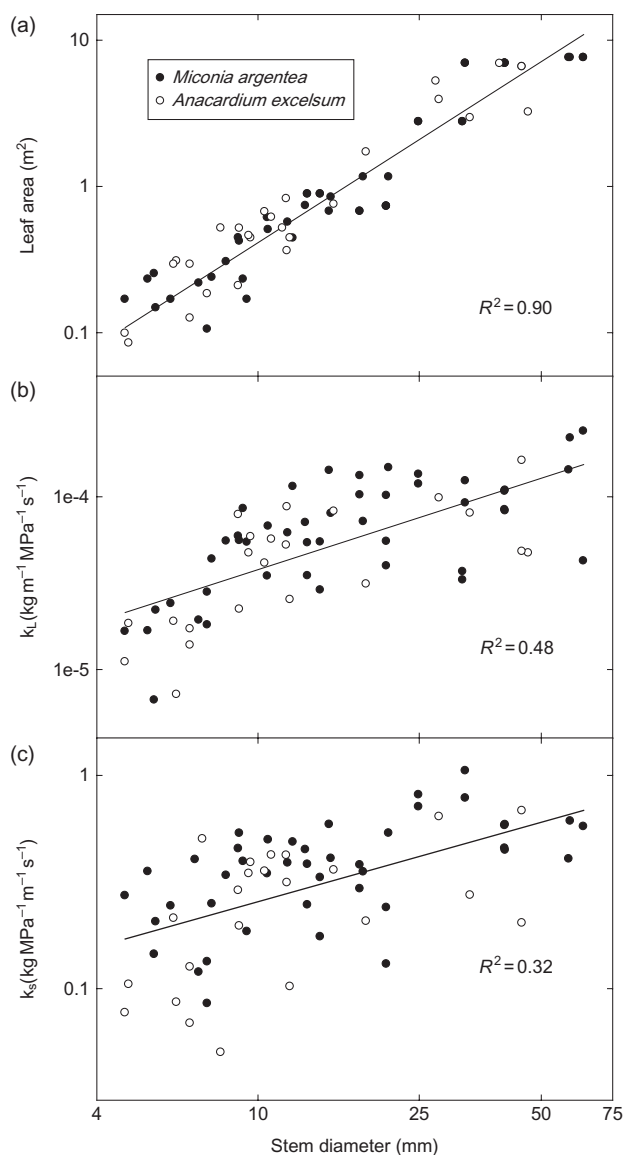 (a)
10
1
0.1
Leaf area (m²)
Miconia argentea
Anacardium excelsum
R² = 0.90
(b)
1e-4
1e-5
k_L (kg m⁻¹ MPa⁻¹ s⁻¹)
R² = 0.48
(c)
1
0.1
k_s (kg MPa⁻¹ m⁻¹ s⁻¹)
R² = 0.32
4 10 25 50 75
Stem diameter (mm)